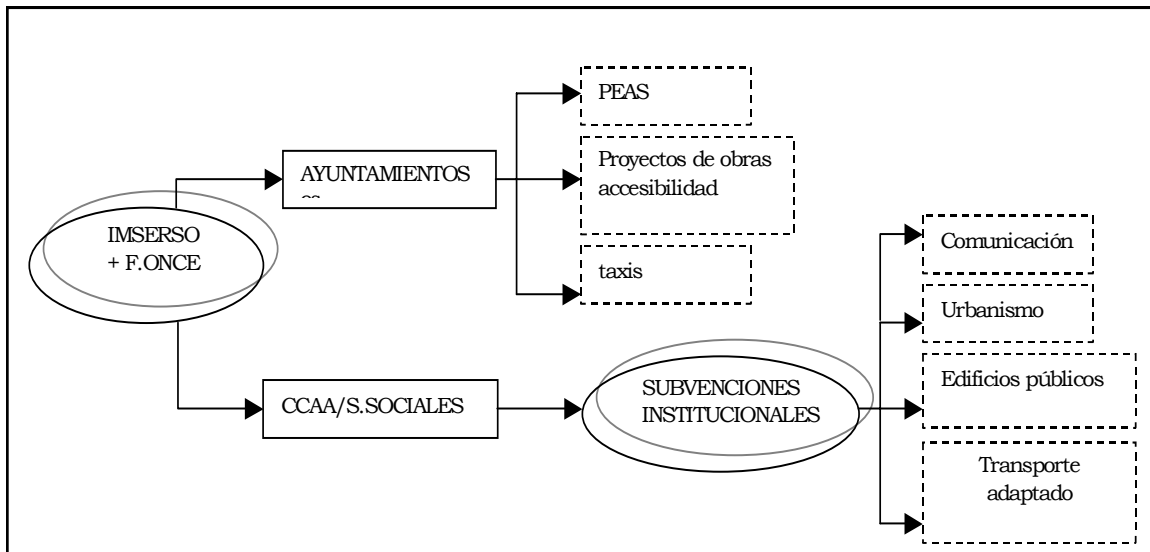 PEAS
Proyectos de obras
accesibilidad
taxis
AYUNTAMIENTOS
IMSERSO
+ F.ONCE
CCAA/S.SOCIALES
SUBVENCIONES
INSTITUCIONALES
Comunicación
Urbanismo
Edificios públicos
Transporte
adaptado